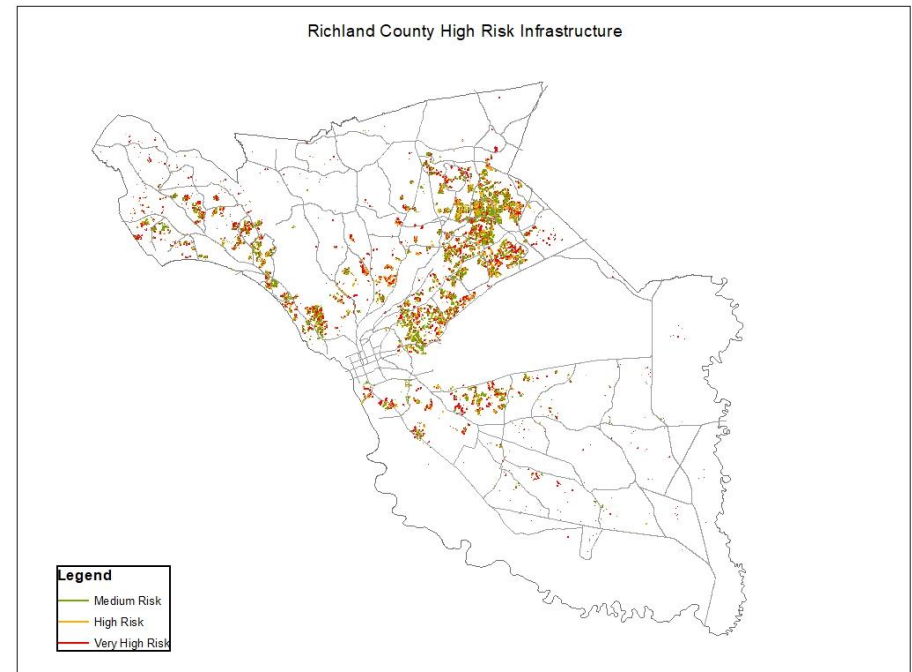 Richland County High Risk Infrastructure
Legend
Medium Risk
High Risk
Very High Risk